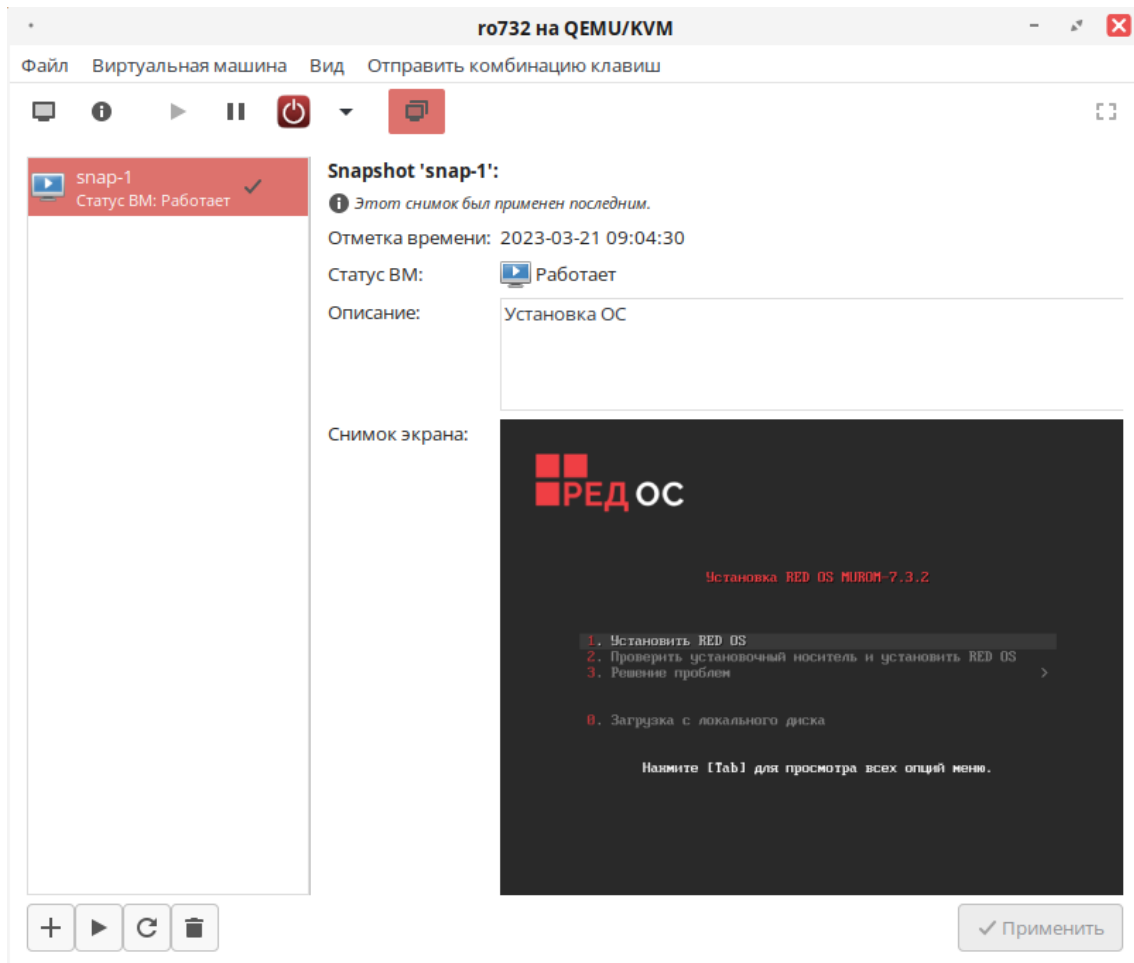 ro732 на QEMU/KVM
Файл Виртуальная машина Вид Отправить комбинацию клавиш
snap-1
Статус ВМ: Работает
Snapshot 'snap-1':
Этот снимок был применен последним.
Отметка времени: 2023-03-21 09:04:30
Статус ВМ: Работает
Описание: Установка ОС
Снимок экрана:
РЕД ОС
Установка RED OS MUROM-7.3.2
1. Установить RED OS
2. Проверить установочный носитель и установить RED OS
3. Решение проблем >
0. Загрузка с локального диска
Нажмите [Tab] для просмотра всех опций меню.
Применить